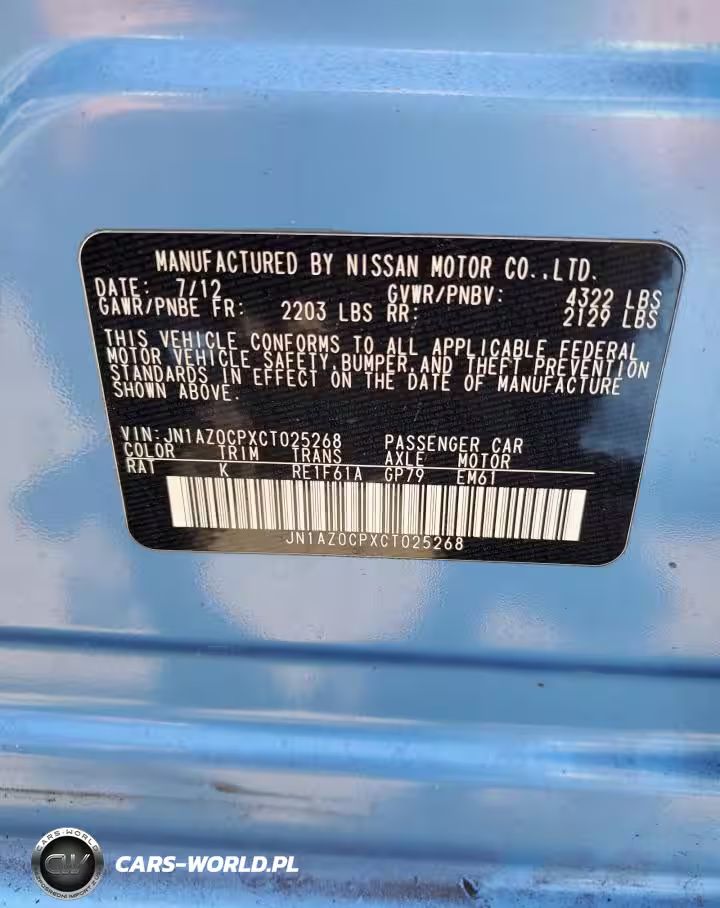 MANUFACTURED BY NISSAN MOTOR CO.,LTD.
DATE: 7/12 GVWR/PNBV: 4322 LBS
GAWR/PNBE FR: 2203 LBS RR: 2129 LBS
THIS VEHICLE CONFORMS TO ALL APPLICABLE FEDERAL
MOTOR VEHICLE SAFETY,BUMPER,AND THEFT PREVENTION
STANDARDS IN EFFECT ON THE DATE OF MANUFACTURE
SHOWN ABOVE.
VIN:JN1AZ0CPXCT025268 PASSENGER CAR
COLOR TRIM TRANS AXLE MOTOR
RAT K RE1F61A GP79 EM61
JN1AZ0CPXCT025268
CARS-WORLD
CW
CARS-WORLD.PL